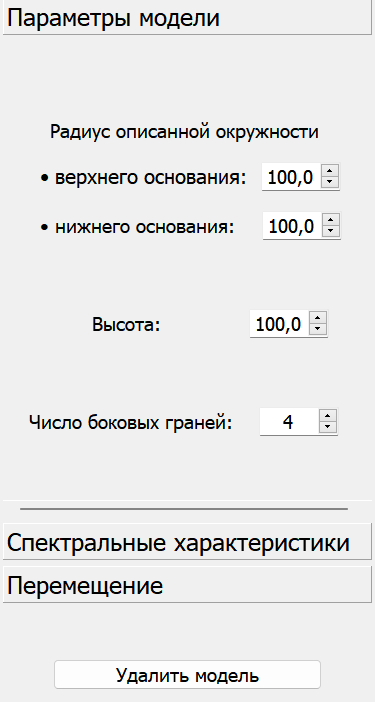 Параметры модели
Радиус описанной окружности
• верхнего основания: 100,0
• нижнего основания: 100,0
Высота: 100,0
Число боковых граней: 4
Спектральные характеристики
Перемещение
Удалить модель